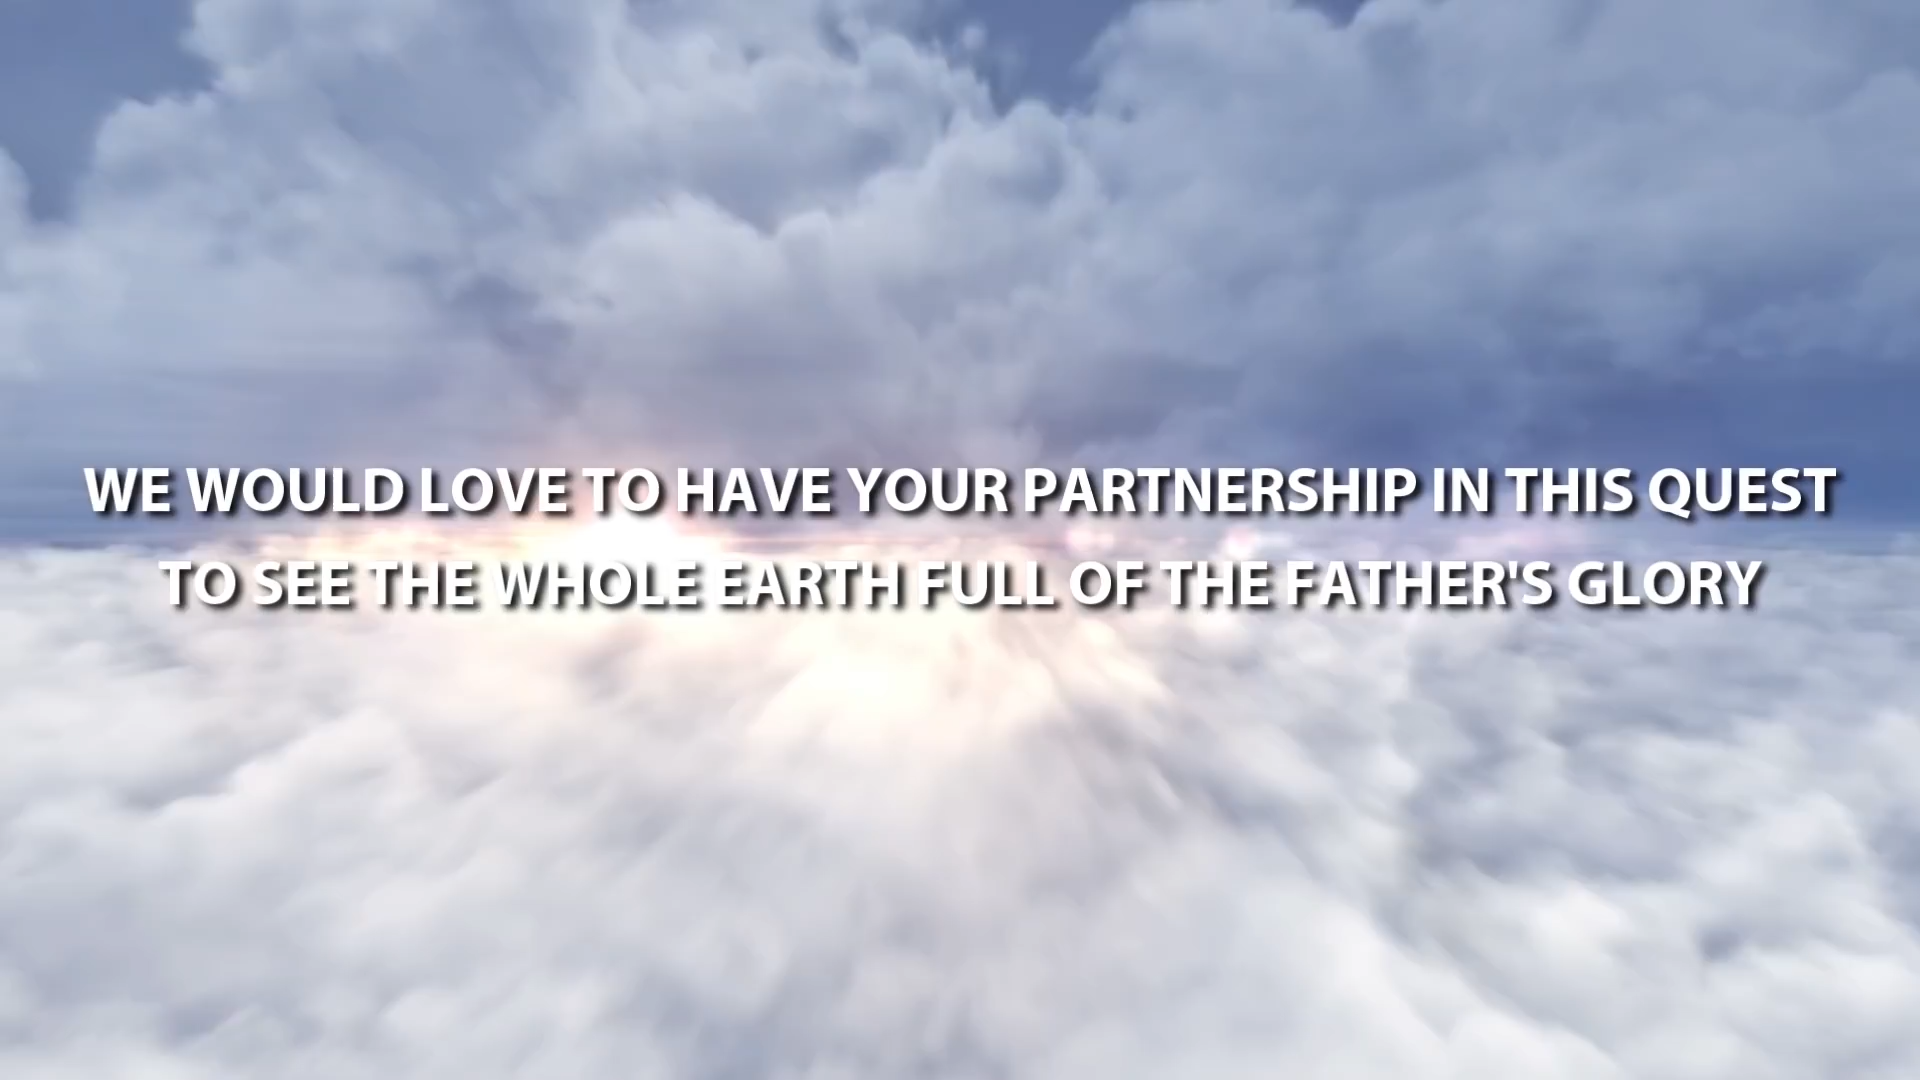 WE WOULD LOVE TO HAVE YOUR PARTNERSHIP IN THIS QUEST
TO SEE THE WHOLE EARTH FULL OF THE FATHER'S GLORY